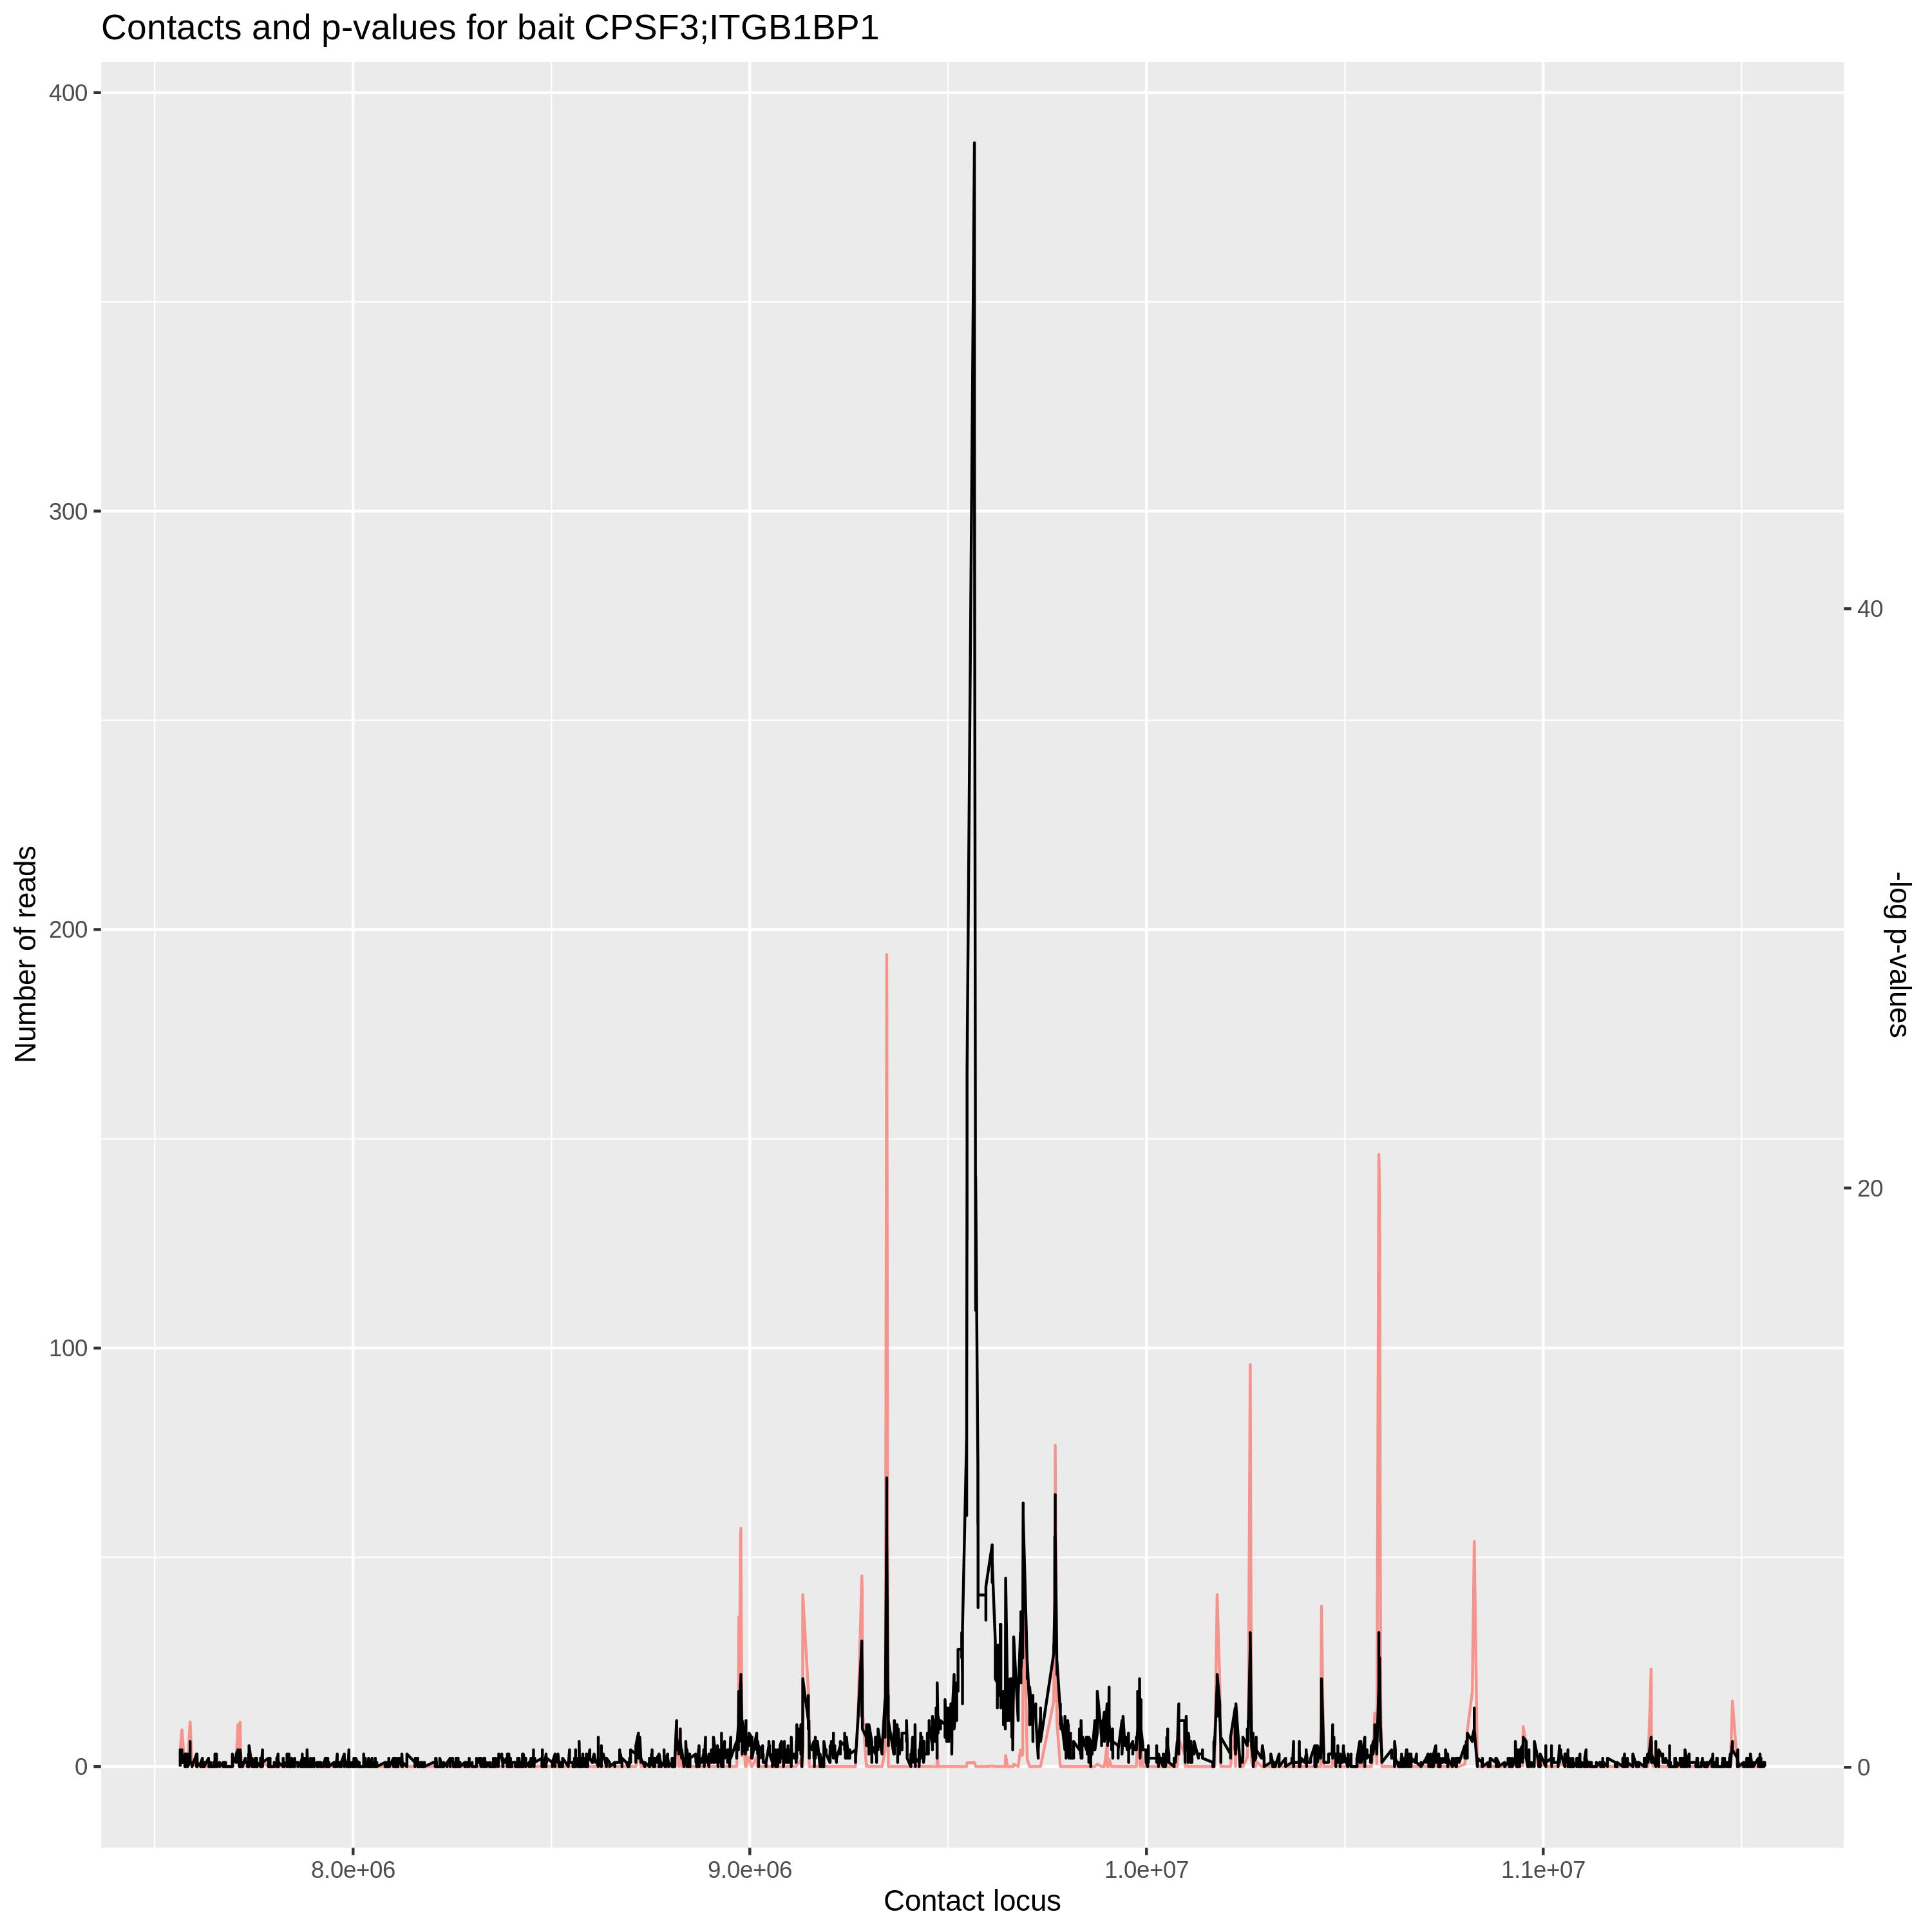 Contacts and p-values for bait CPSF3;ITGB1BP1
400
300
200
100
0
Number of reads
40
20
0
-log p-values
8.0e+06
9.0e+06
1.0e+07
1.1e+07
Contact locus